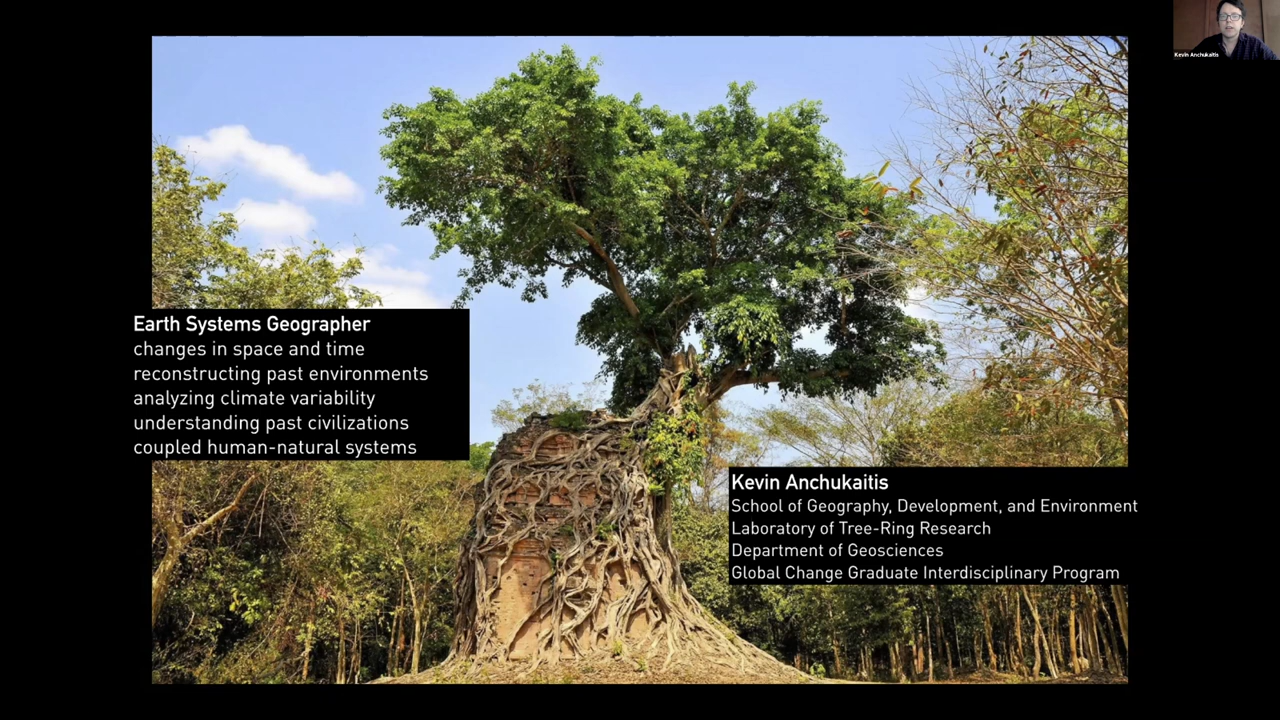 Kevin Anchukaitis
Earth Systems Geographer
changes in space and time
reconstructing past environments
analyzing climate variability
understanding past civilizations
coupled human-natural systems
Kevin Anchukaitis
School of Geography, Development, and Environment
Laboratory of Tree-Ring Research
Department of Geosciences
Global Change Graduate Interdisciplinary Program